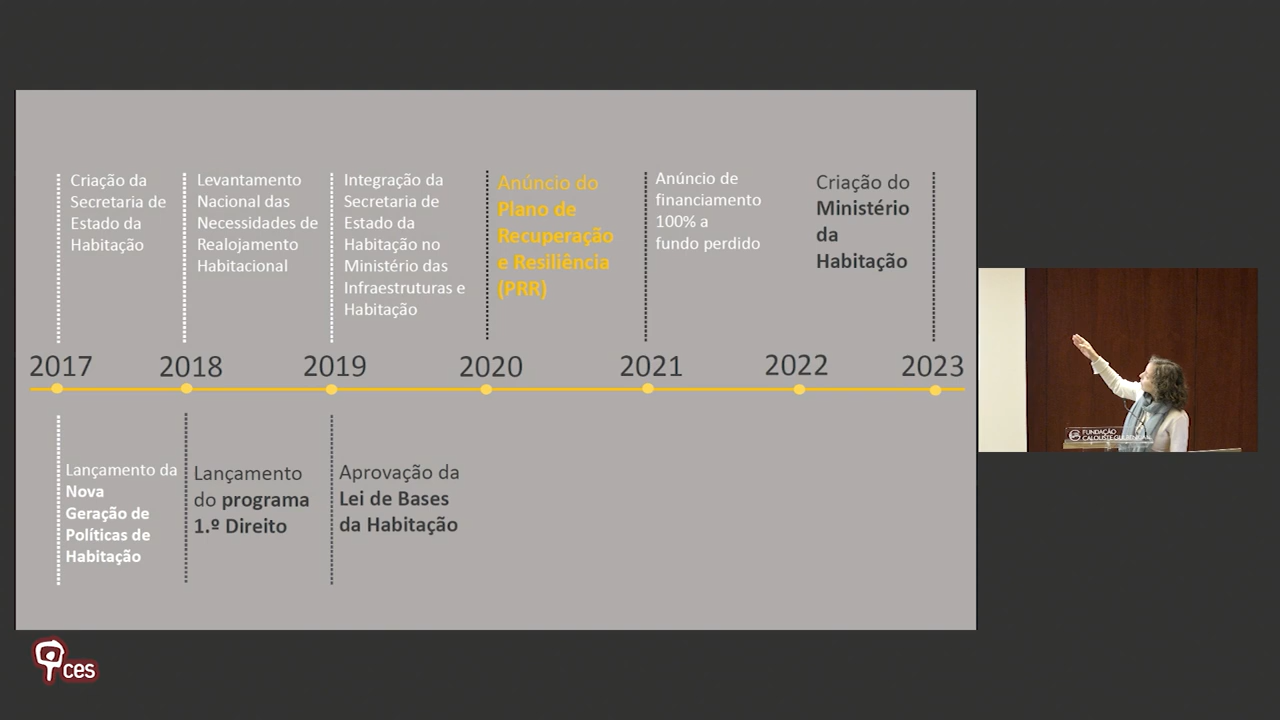 Criação da
Secretaria de
Estado da
Habitação
Levantamento
Nacional das
Necessidades de
Realojamento
Habitacional
Integração da
Secretaria de
Estado da
Habitação no
Ministério das
Infraestruturas e
Habitação
Anúncio do
Plano de
Recuperação
e Resiliência
(PRR)
Anúncio de
financiamento
100% a
fundo perdido
Criação do
Ministério
da
Habitação
2017
2018
2019
2020
2021
2022
2023
Lançamento da
Nova
Geração de
Políticas de
Habitação
Lançamento
do programa
1.º Direito
Aprovação da
Lei de Bases
da Habitação
FUNDAÇÃO
CALOUSTE
ces